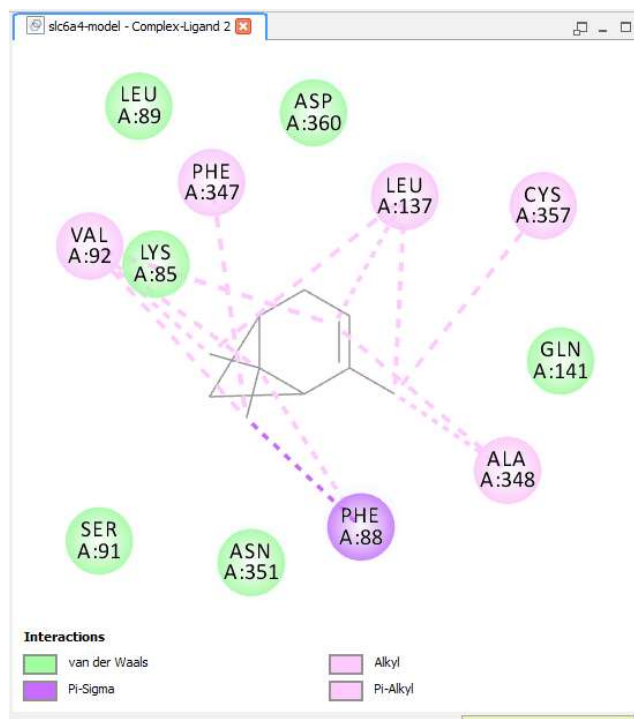 slc6a4-model - Complex-Ligand 2
LEU
A:89
ASP
A:360
PHE
A:347
LEU
A:137
CYS
A:357
VAL
A:92
LYS
A:85
GLN
A:141
ALA
A:348
PHE
A:88
SER
A:91
ASN
A:351
Interactions
van der Waals
Alkyl
Pi-Sigma
Pi-Alkyl